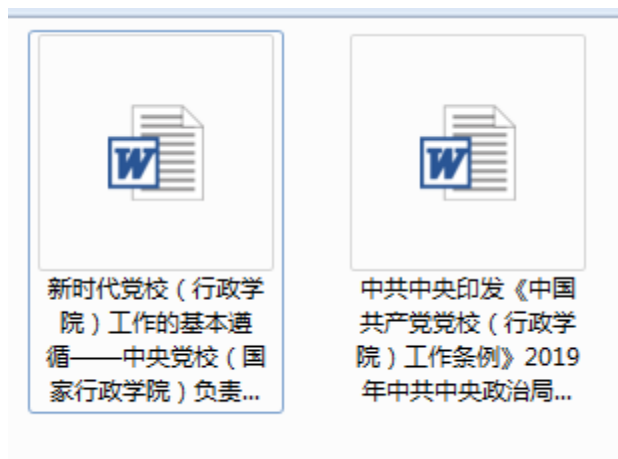 W
新时代党校（行政学
院）工作的基本遵
循——中央党校（国
家行政学院）负责...
W
中共中央印发《中国
共产党党校（行政学
院）工作条例》2019
年中共中央政治局...